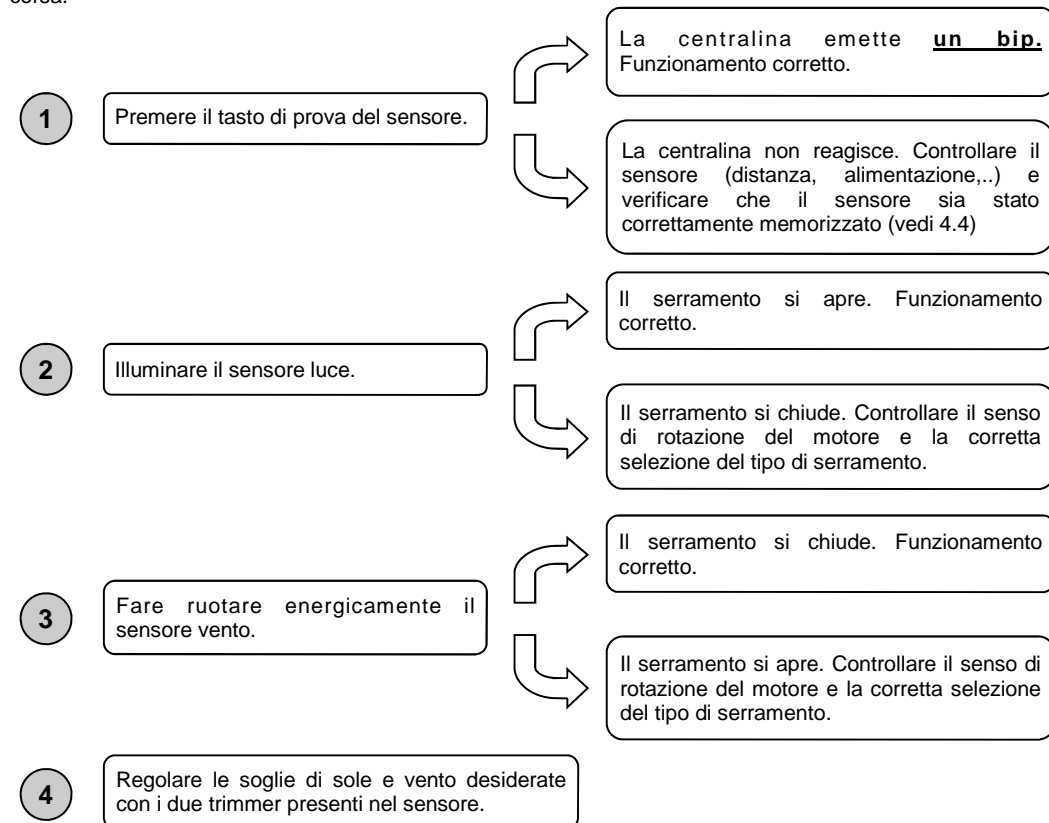 corsa.
1
Premere il tasto di prova del sensore.
La centralina emette un bip.
Funzionamento corretto.
La centralina non reagisce. Controllare il
sensore (distanza, alimentazione,..) e
verificare che il sensore sia stato
correttamente memorizzato (vedi 4.4)
2
Illuminare il sensore luce.
Il serramento si apre. Funzionamento
corretto.
Il serramento si chiude. Controllare il senso
di rotazione del motore e la corretta
selezione del tipo di serramento.
3
Fare ruotare energicamente il
sensore vento.
Il serramento si chiude. Funzionamento
corretto.
Il serramento si apre. Controllare il senso di
rotazione del motore e la corretta selezione
del tipo di serramento.
4
Regolare le soglie di sole e vento desiderate
con i due trimmer presenti nel sensore.